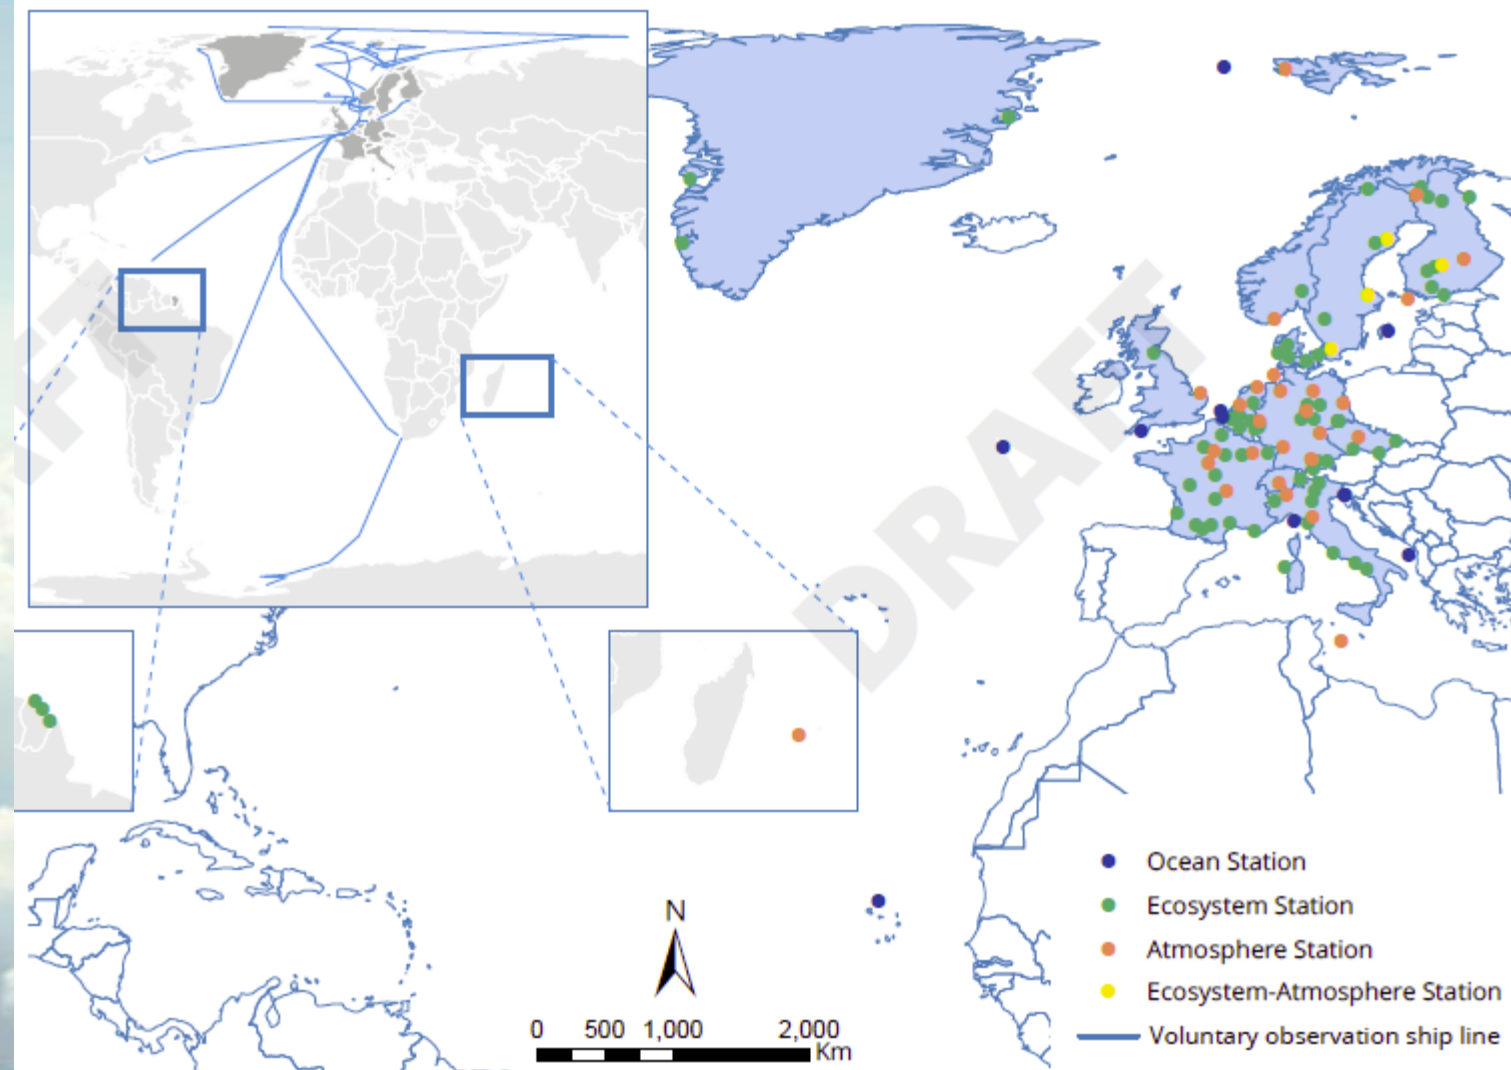 DRAFT
FT
N
0 500 1,000 2,000
Km
Ocean Station
Ecosystem Station
Atmosphere Station
Ecosystem-Atmosphere Station
Voluntary observation ship line